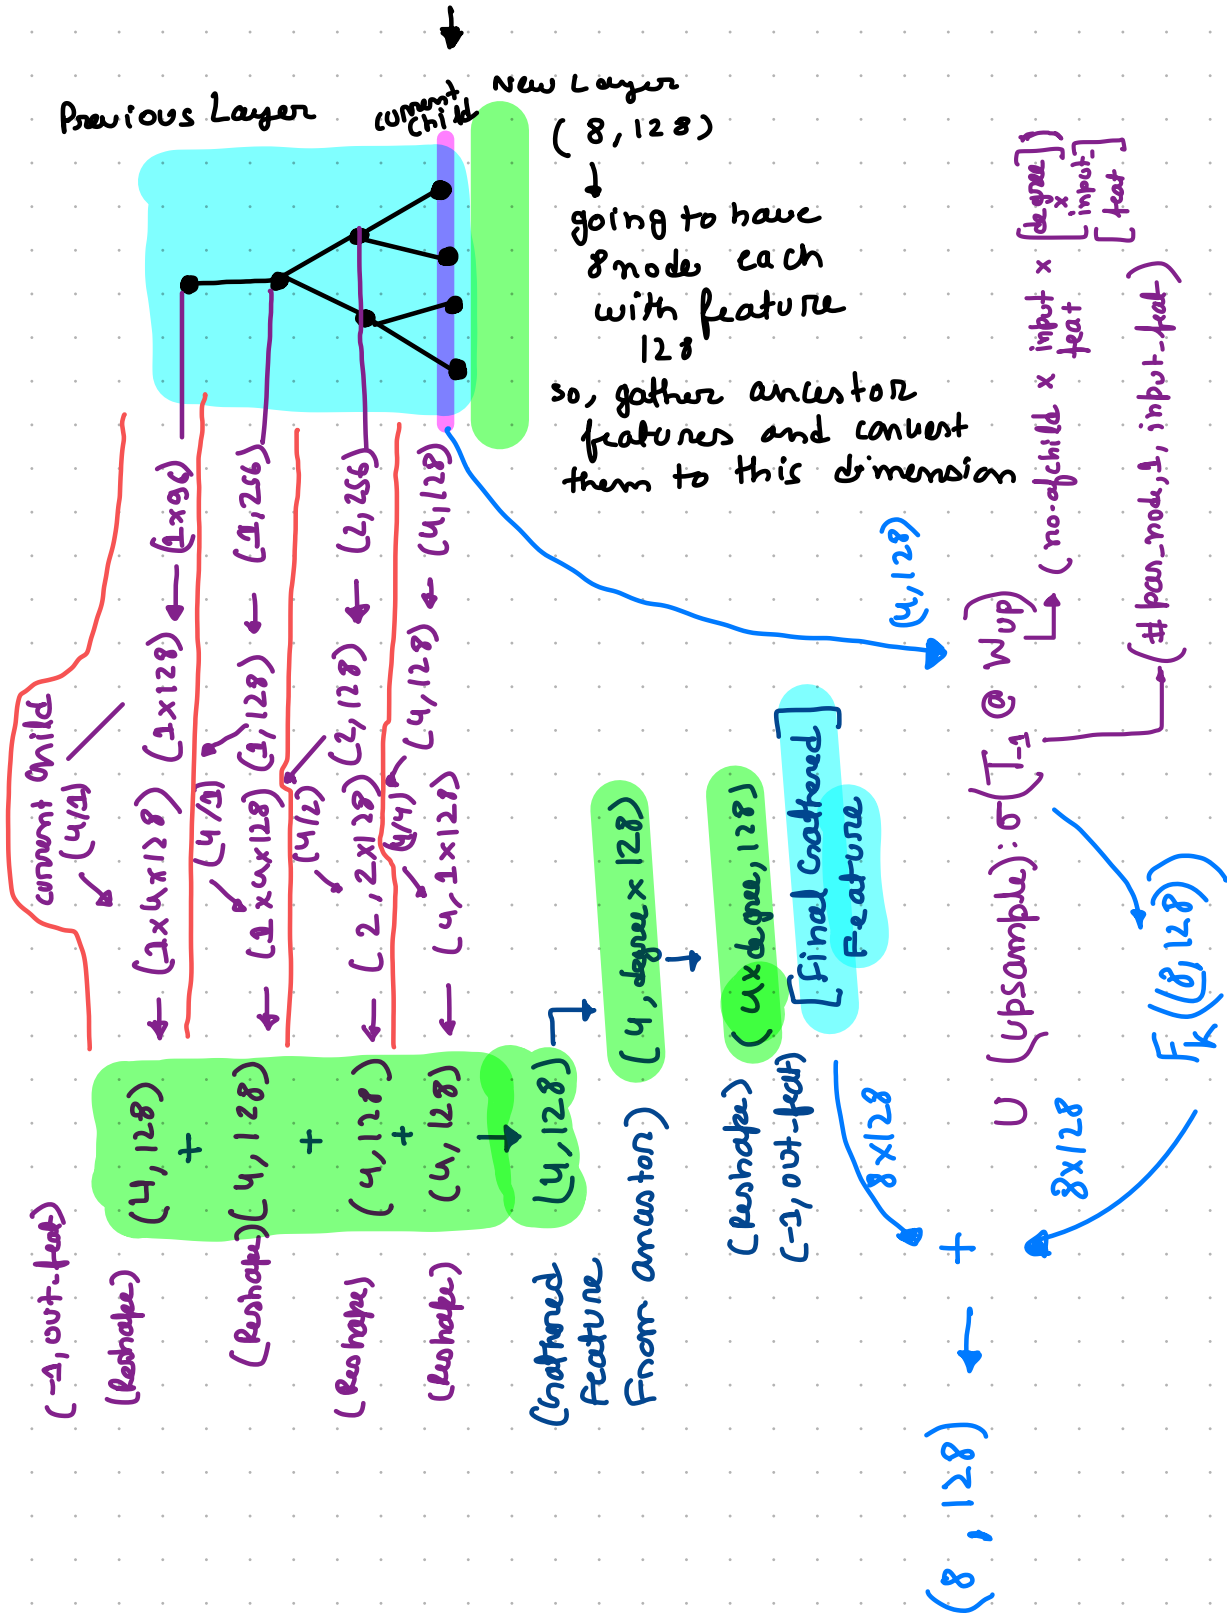 Previous Layer
current
child
New Layer
(8, 128)
going to have
8 node each
with feature
128
so, gather ancestor
features and convert
them to this dimension
(1x96)
(1x128)
current child
(4/1)
(1x4x128)
(4, 128)
(-1, out-feat)
(Reshape)
(1, 256)
(1, 128)
(4/1)
(1x4x128)
(4, 128)
(Reshape)
(2, 256)
(2, 128)
(4/2)
(2, 2x128)
(4, 128)
(Reshape)
(4, 128)
(4, 128)
(4/4)
(4, 1x128)
(4, 128)
(Reshape)
+
+
+
(4, 128)
(Gathered
feature
From ancastor)
(4, degree x 128)
(4xdegree, 128)
(Reshape)
(-1, out-feat)
[Final Gathered]
Feature
8x128
(4, 128)
U (upsample) : σ(T-1 @ Wup)
(no.of child x input x [degree])
feat
x
input-
[feat]
(#par_node, 1, input-feat)
Fk((8, 128))
8x128
+
(8, 128)